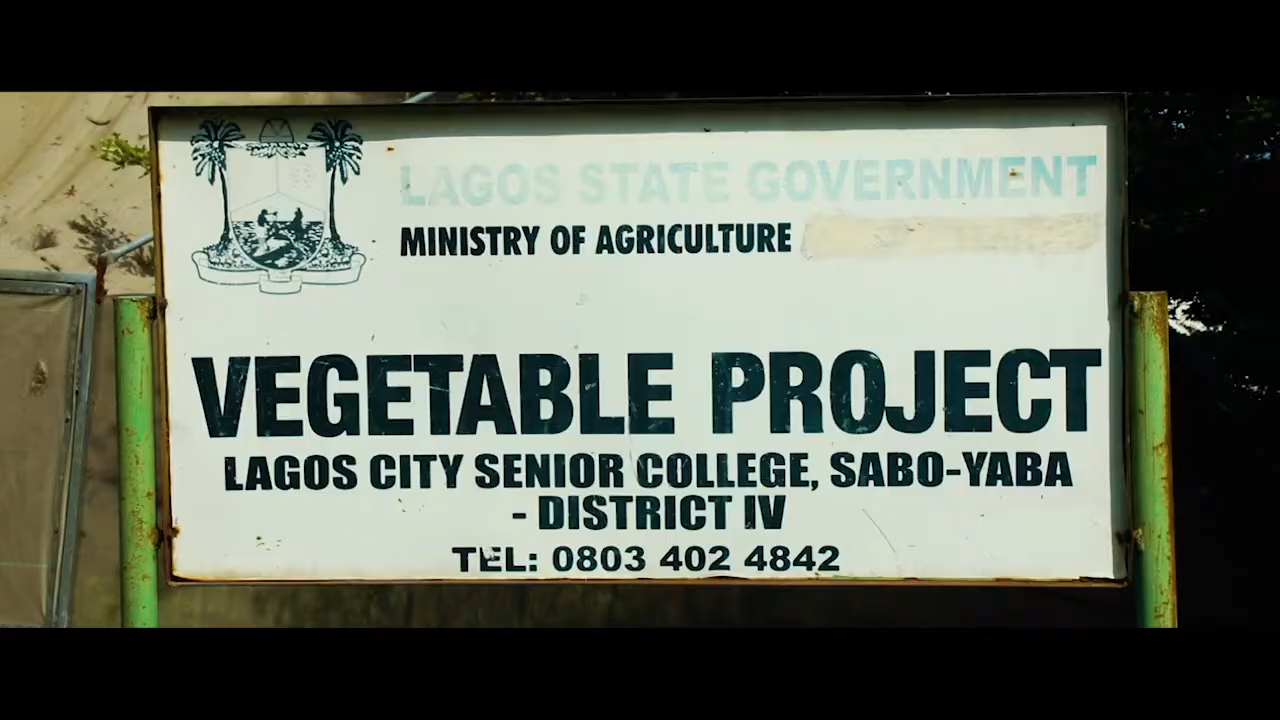 LAGOS STATE GOVERNMENT
MINISTRY OF AGRICULTURE
VEGETABLE PROJECT
LAGOS CITY SENIOR COLLEGE, SABO-YABA
- DISTRICT IV
TEL: 0803 402 4842